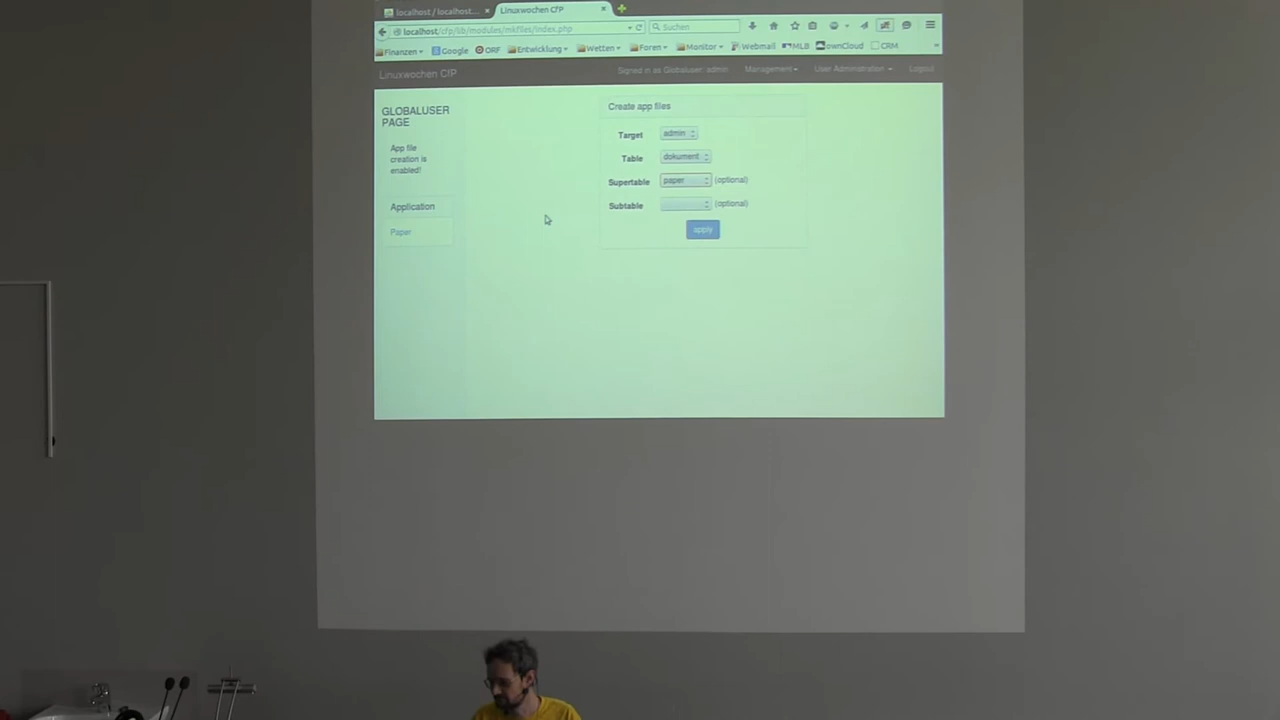 localhost / localhost...
Linuxwochen CfP
localhost/cfp/lib/modules/mkfiles/index.php
Suchen
Finanzen
Google
ORF
Entwicklung
Wetten
Foren
Monitor
Webmail
MLB
ownCloud
CRM
Linuxwochen CfP
Signed in as Globaluser: admin
Management
User Administration
Logout
GLOBALUSER
PAGE
App file
creation is
enabled!
Application
Paper
Create app files
Target admin
Table dokument
Supertable paper (optional)
Subtable (optional)
apply